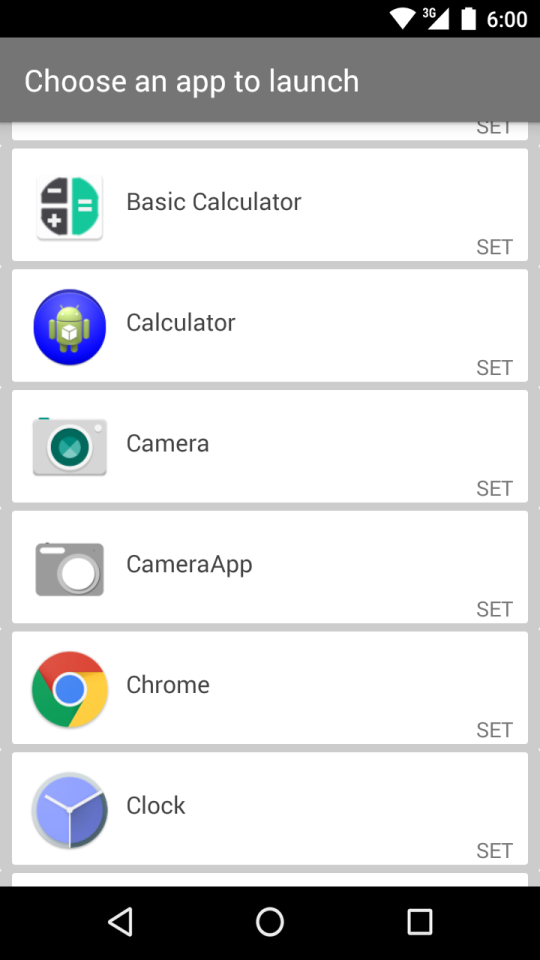 3G 6:00
Choose an app to launch
SET
Basic Calculator
SET
Calculator
SET
Camera
SET
CameraApp
SET
Chrome
SET
Clock
SET